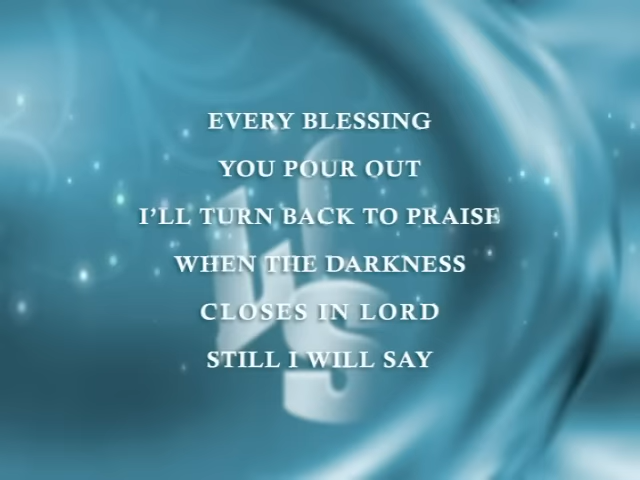 EVERY BLESSING
YOU POUR OUT
I'LL TURN BACK TO PRAISE
WHEN THE DARKNESS
CLOSES IN LORD
STILL I WILL SAY